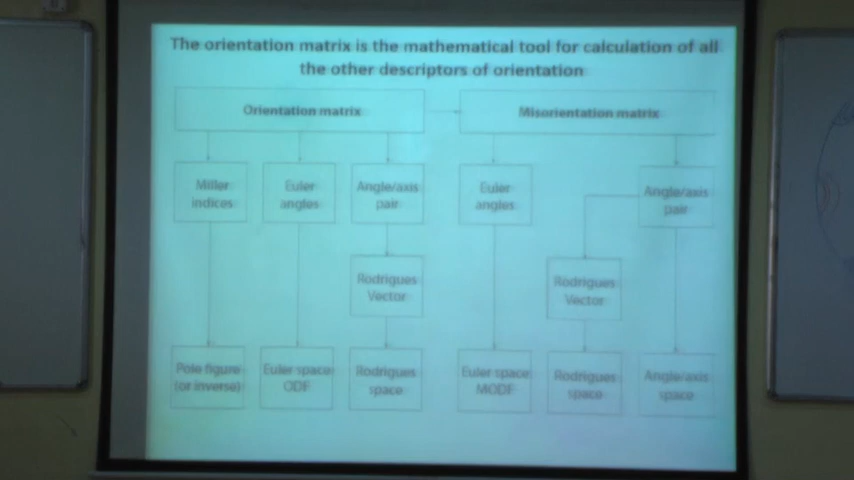 The orientation matrix is the mathematical tool for calculation of all
the other descriptors of orientation
Orientation matrix
Misorientation matrix
Miller
indices
Euler
angles
Angle/axis
pair
Euler
angles
Angle/axis
pair
Rodrigues
Vector
Rodrigues
Vector
Pole figure
(or inverse)
Euler space
ODF
Rodrigues
space
Euler space
MODF
Rodrigues
space
Angle/axis
space